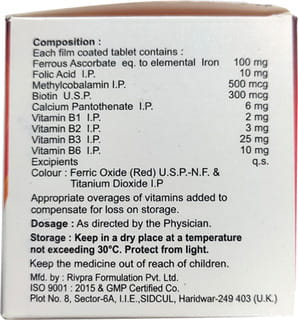 Composition :
Each film coated tablet contains :
Ferrous Ascorbate eq. to elemental Iron 100 mg
Folic Acid I.P. 10 mg
Methylcobalamin I.P. 500 mcg
Biotin U.S.P. 300 mcg
Calcium Pantothenate I.P. 6 mg
Vitamin B1 I.P. 2 mg
Vitamin B2 I.P. 3 mg
Vitamin B3 I.P. 25 mg
Vitamin B6 I.P. 10 mg
Excipients q.s.
Colour : Ferric Oxide (Red) U.S.P.-N.F. &
Titanium Dioxide I.P
Appropriate overages of vitamins added to
compensate for loss on storage.
Dosage : As directed by the Physician.
Storage : Keep in a dry place at a temperature
not exceeding 30°C. Protect from light.
Keep the medicine out of reach of children.
Mfd. by : Rivpra Formulation Pvt. Ltd.
ISO 9001 : 2015 & GMP Certified Co.
Plot No. 8, Sector-6A, I.I.E.,SIDCUL, Haridwar-249 403 (U.K.)